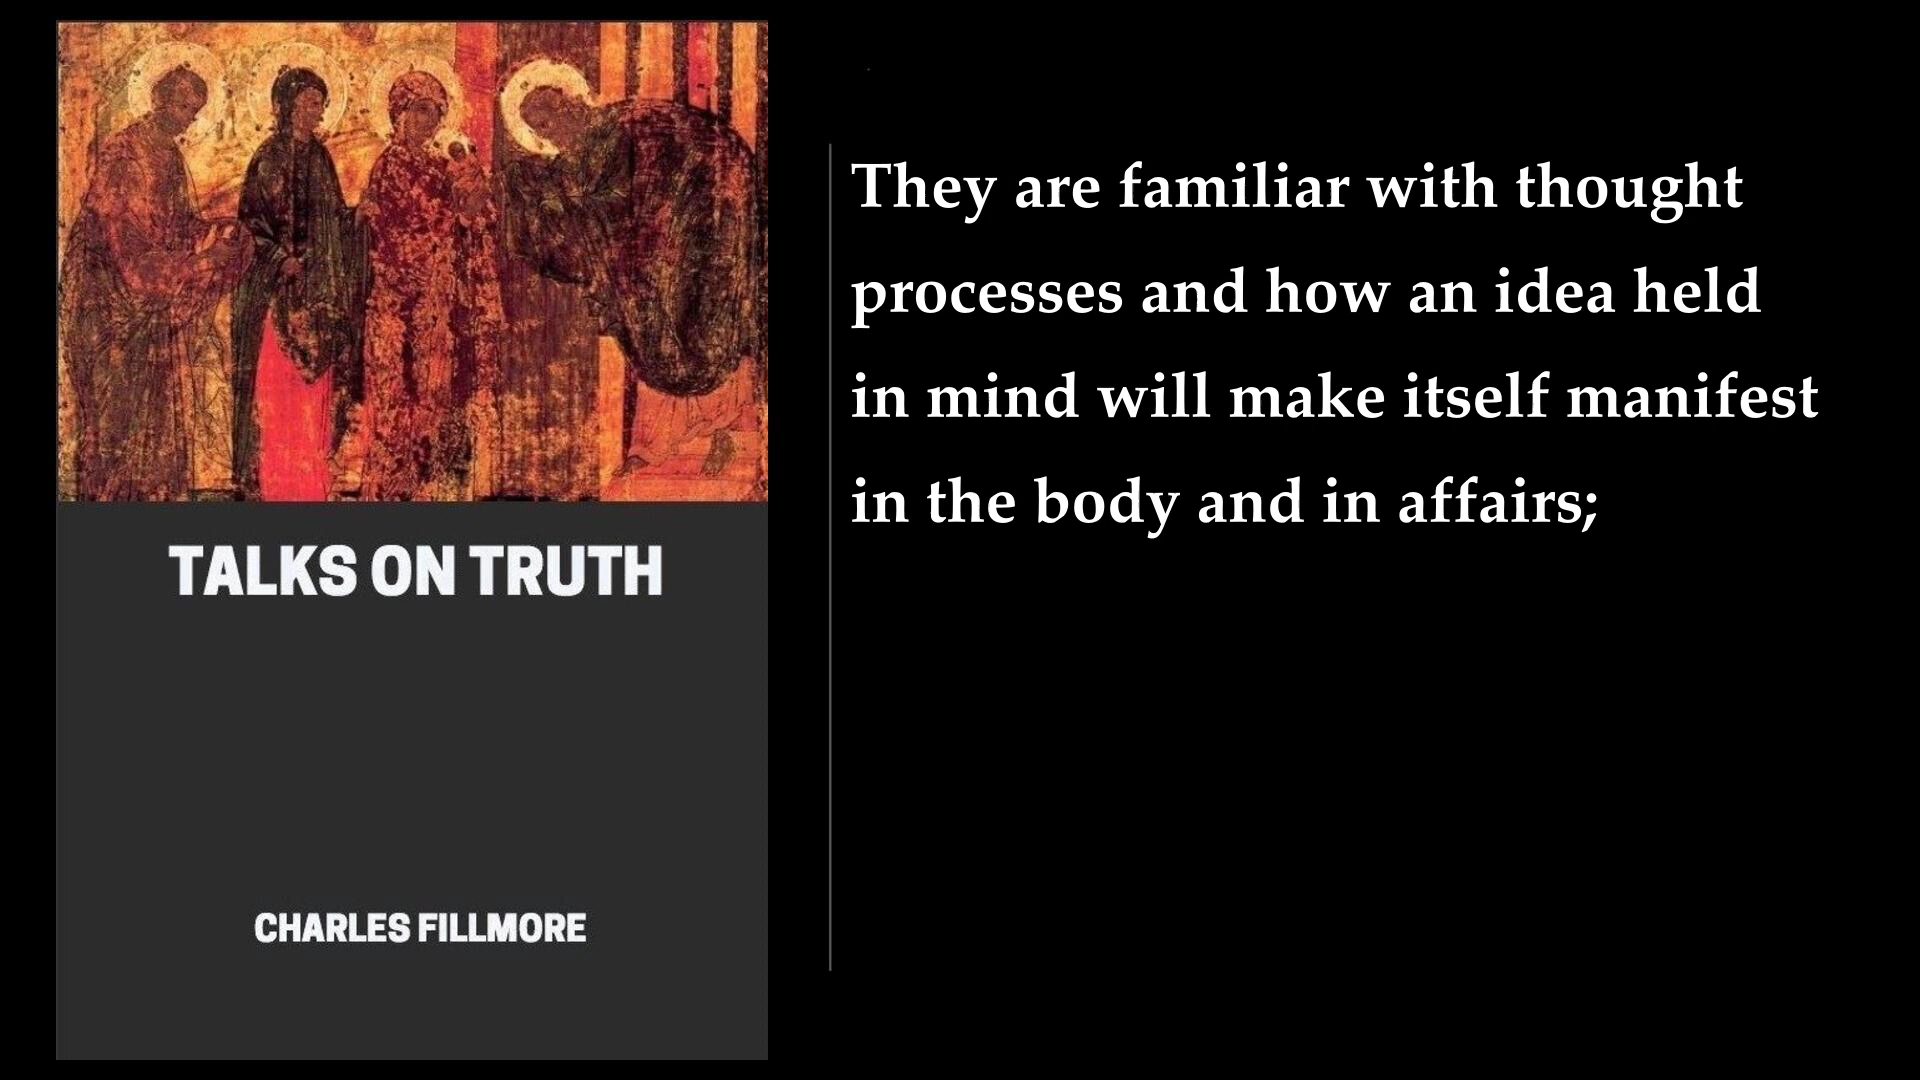 TALKS ON TRUTH
CHARLES FILLMORE
They are familiar with thought
processes and how an idea held
in mind will make itself manifest
in the body and in affairs;